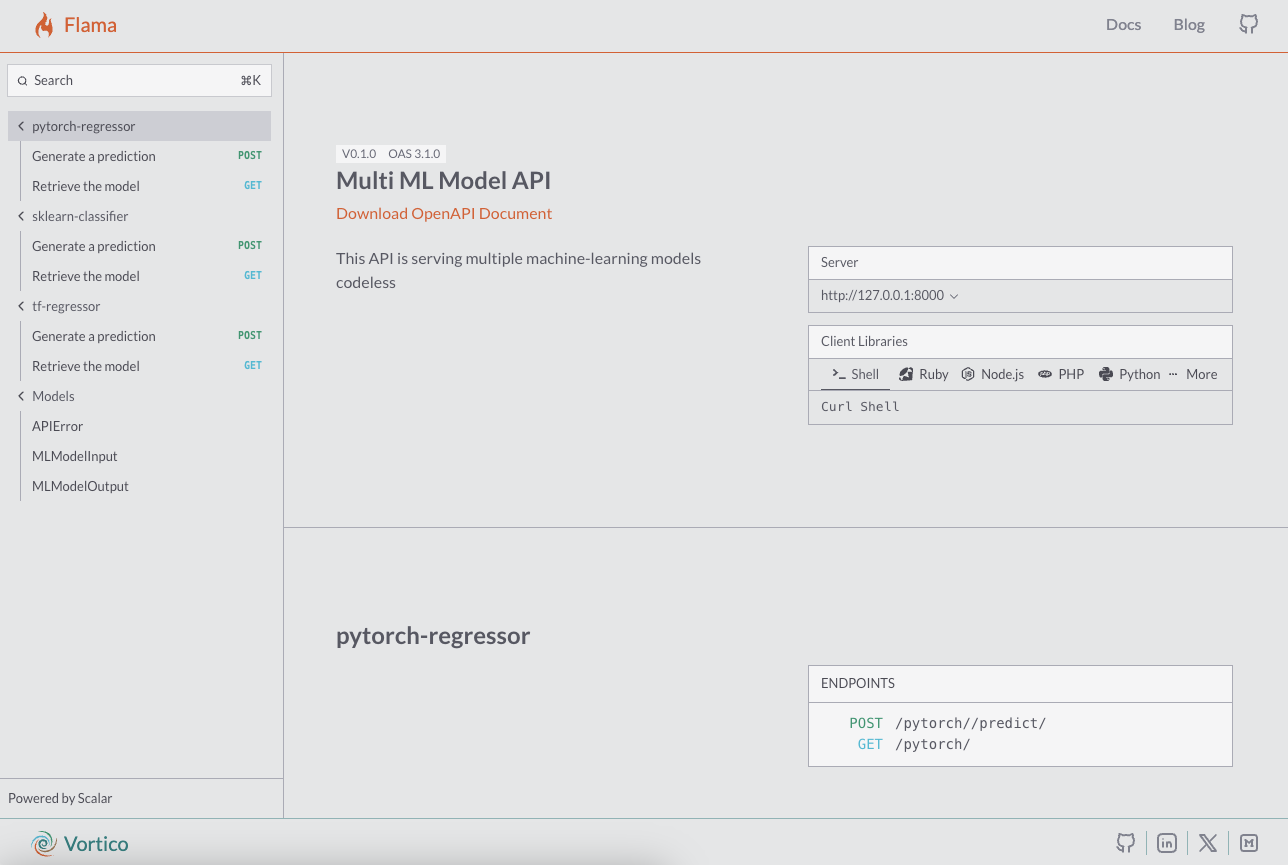 Flama
Docs
Blog
Search ⌘K
pytorch-regressor
Generate a prediction POST
Retrieve the model GET
sklearn-classifier
Generate a prediction POST
Retrieve the model GET
tf-regressor
Generate a prediction POST
Retrieve the model GET
Models
APIError
MLModelInput
MLModelOutput
Powered by Scalar
V0.1.0 OAS 3.1.0
Multi ML Model API
Download OpenAPI Document
This API is serving multiple machine-learning models
codeless
Server
http://127.0.0.1:8000
Client Libraries
Shell Ruby Node.js PHP Python ··· More
Curl Shell
pytorch-regressor
ENDPOINTS
POST /pytorch//predict/
GET /pytorch/
Vortico